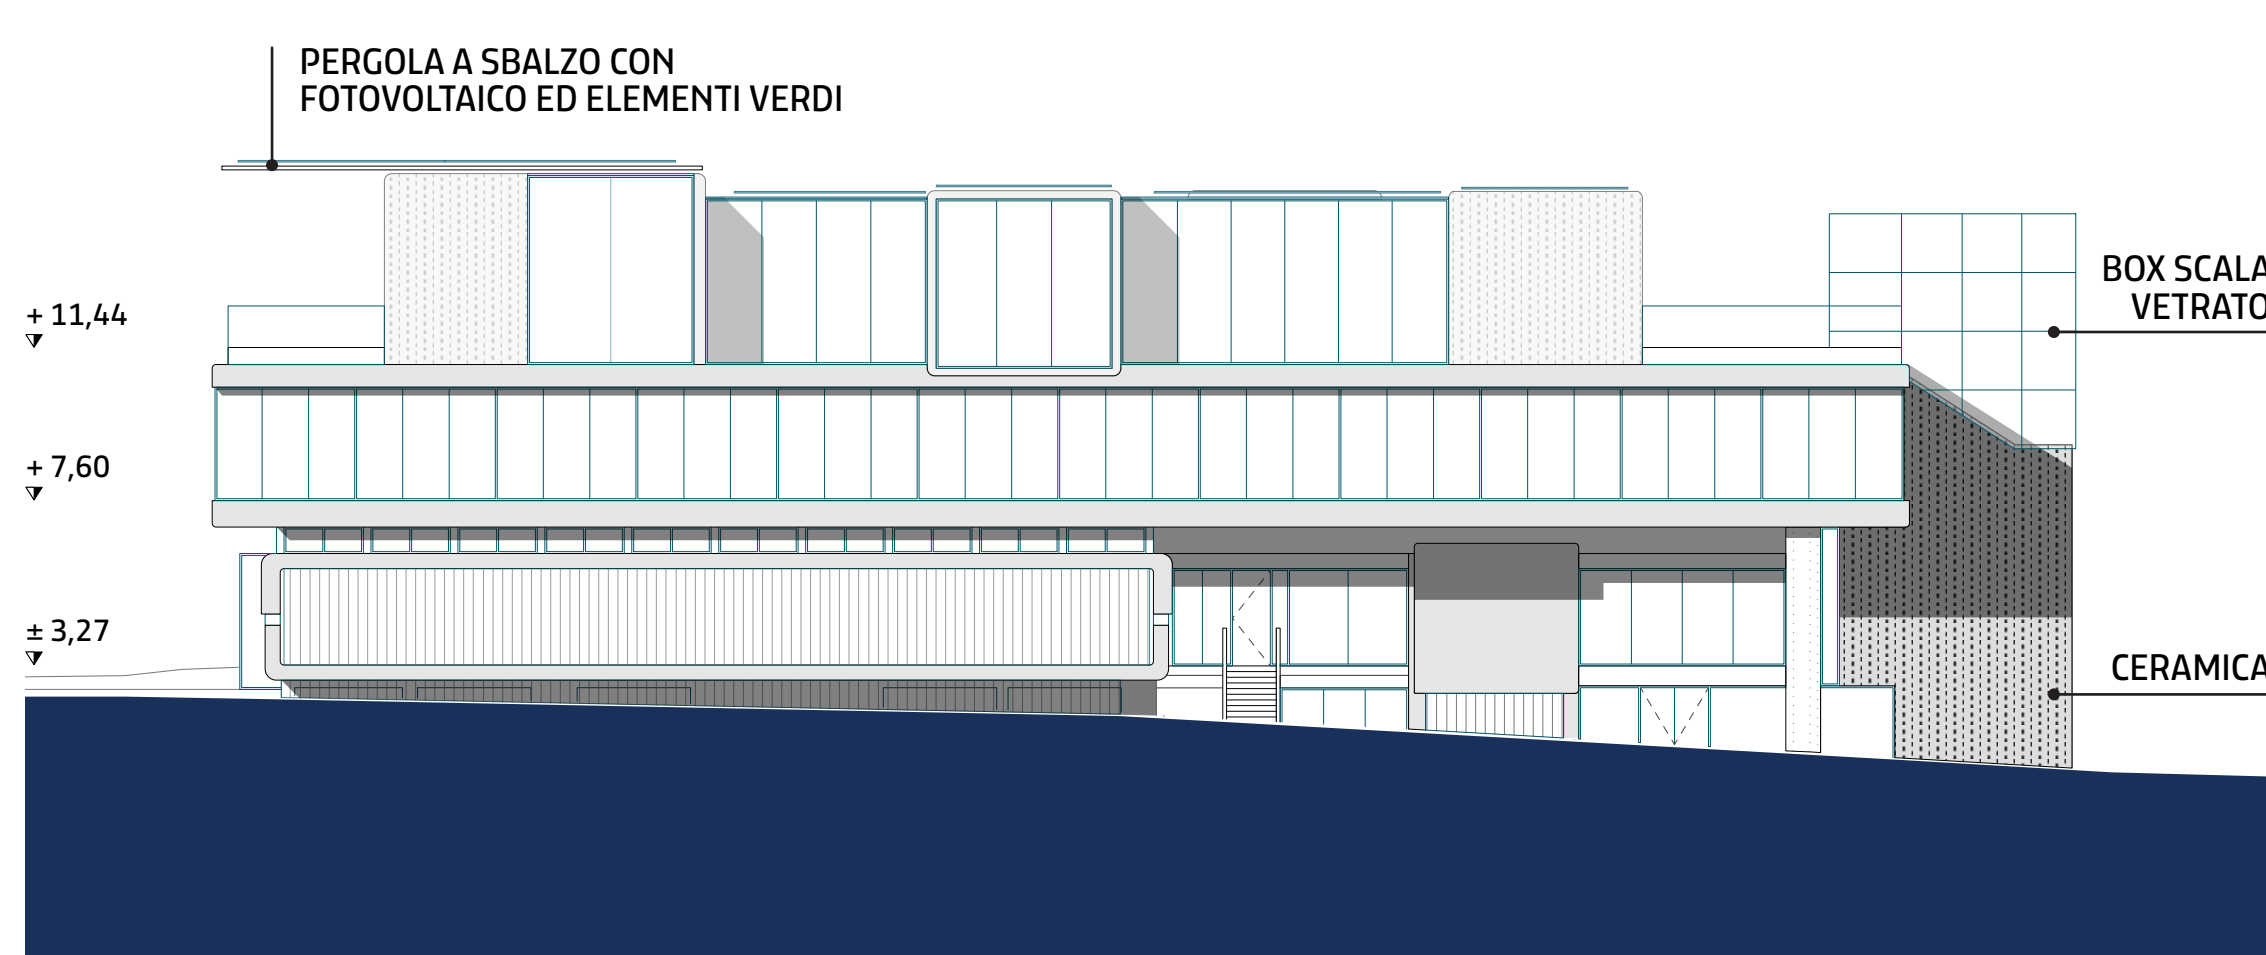 PERGOLA A SBALZO CON
FOTOVOLTAICO ED ELEMENTI VERDI
BOX SCALA
VETRATO
+ 11,44
+ 7,60
± 3,27
CERAMICA